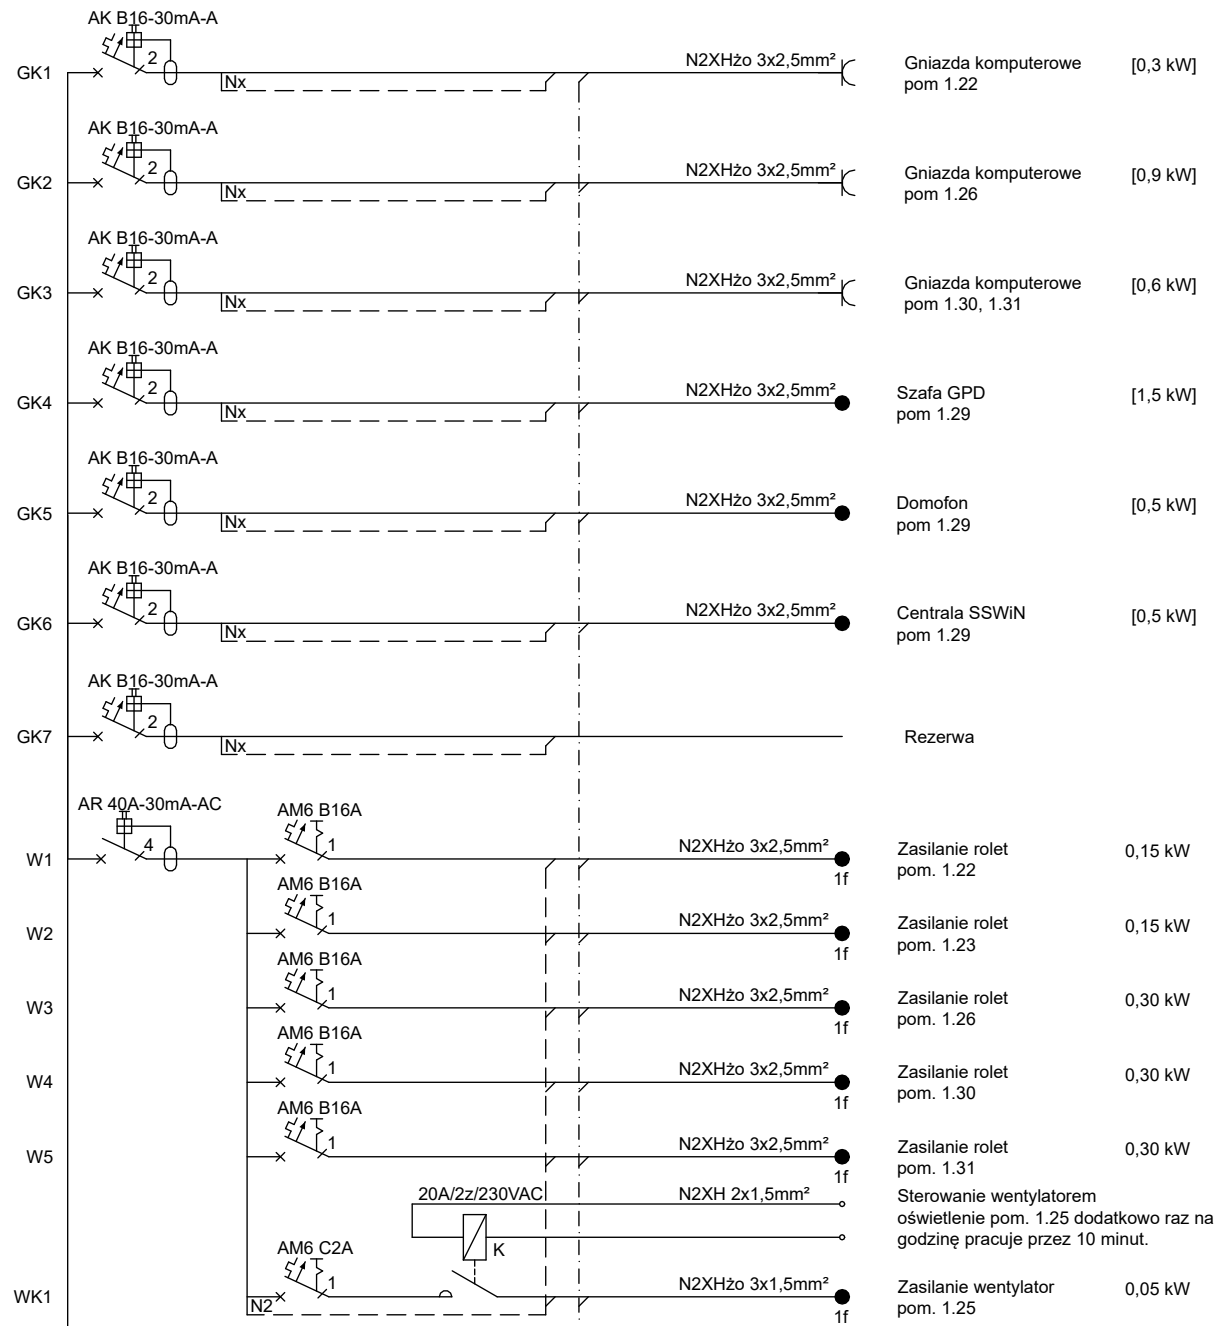 AK B16-30mA-A
2
GK1
Nx
N2XHżo 3x2,5mm²
Gniazda komputerowe
pom 1.22
[0,3 kW]
AK B16-30mA-A
2
GK2
Nx
N2XHżo 3x2,5mm²
Gniazda komputerowe
pom 1.26
[0,9 kW]
AK B16-30mA-A
2
GK3
Nx
N2XHżo 3x2,5mm²
Gniazda komputerowe
pom 1.30, 1.31
[0,6 kW]
AK B16-30mA-A
2
GK4
Nx
N2XHżo 3x2,5mm²
Szafa GPD
pom 1.29
[1,5 kW]
AK B16-30mA-A
2
GK5
Nx
N2XHżo 3x2,5mm²
Domofon
pom 1.29
[0,5 kW]
AK B16-30mA-A
2
GK6
Nx
N2XHżo 3x2,5mm²
Centrala SSWiN
pom 1.29
[0,5 kW]
AK B16-30mA-A
2
GK7
Nx
Rezerwa
AR 40A-30mA-AC
4
W1
AM6 B16A
1
N2XHżo 3x2,5mm²
1f
Zasilanie rolet
pom. 1.22
0,15 kW
W2
AM6 B16A
1
N2XHżo 3x2,5mm²
1f
Zasilanie rolet
pom. 1.23
0,15 kW
W3
AM6 B16A
1
N2XHżo 3x2,5mm²
1f
Zasilanie rolet
pom. 1.26
0,30 kW
W4
AM6 B16A
1
N2XHżo 3x2,5mm²
1f
Zasilanie rolet
pom. 1.30
0,30 kW
W5
AM6 B16A
1
N2XHżo 3x2,5mm²
1f
Zasilanie rolet
pom. 1.31
0,30 kW
20A/2z/230VAC
K
N2XH 2x1,5mm²
Sterowanie wentylatorem
oświetlenie pom. 1.25 dodatkowo raz na
godzinę pracuje przez 10 minut.
WK1
AM6 C2A
1
N2
N2XHżo 3x1,5mm²
1f
Zasilanie wentylator
pom. 1.25
0,05 kW